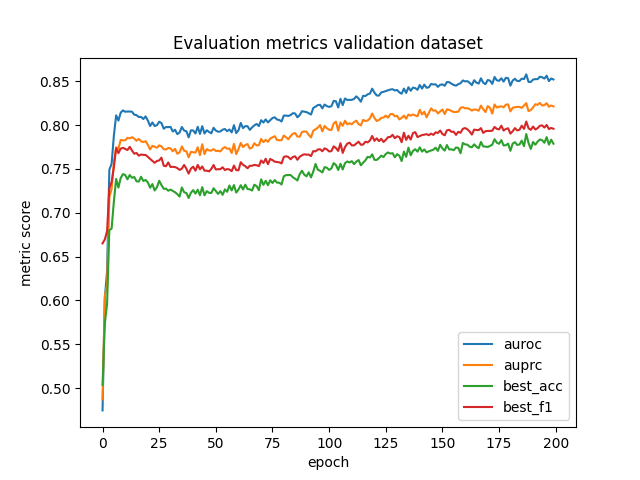 Evaluation metrics validation dataset
metric score
0.85
0.80
0.75
0.70
0.65
0.60
0.55
0.50
0
25
50
75
100
125
150
175
200
epoch
auroc
auprc
best_acc
best_f1